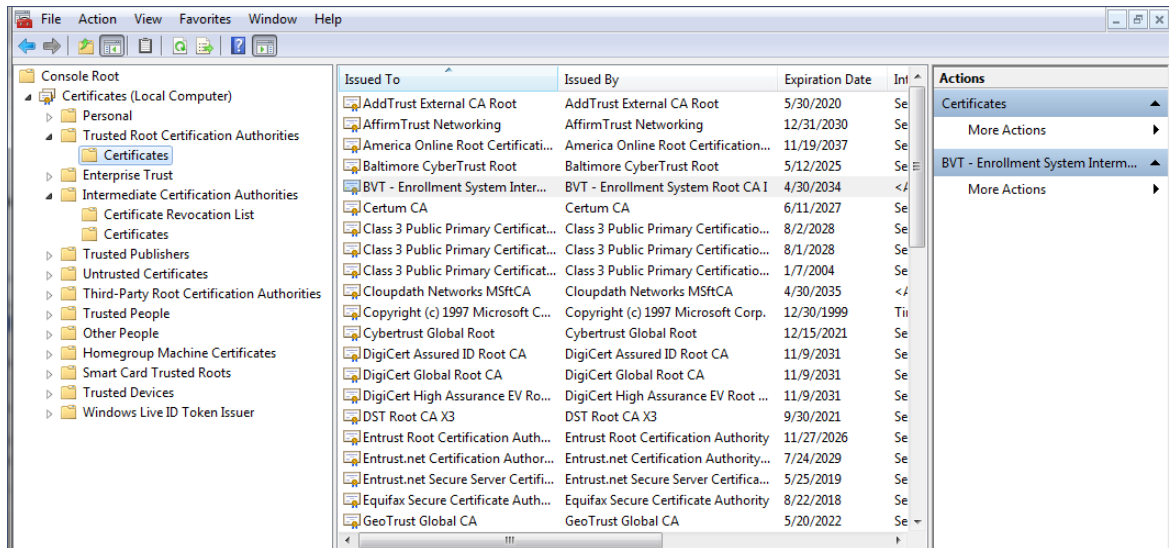 File Action View Favorites Window Help
Console Root
Certificates (Local Computer)
Personal
Trusted Root Certification Authorities
Certificates
Enterprise Trust
Intermediate Certification Authorities
Certificate Revocation List
Certificates
Trusted Publishers
Untrusted Certificates
Third-Party Root Certification Authorities
Trusted People
Other People
Homegroup Machine Certificates
Smart Card Trusted Roots
Trusted Devices
Windows Live ID Token Issuer
Issued To Issued By Expiration Date Int
AddTrust External CA Root AddTrust External CA Root 5/30/2020 Se
AffirmTrust Networking AffirmTrust Networking 12/31/2030 Se
America Online Root Certificati... America Online Root Certification... 11/19/2037 Se
Baltimore CyberTrust Root Baltimore CyberTrust Root 5/12/2025 Se
BVT - Enrollment System Inter... BVT - Enrollment System Root CA I 4/30/2034 <A
Certum CA Certum CA 6/11/2027 Se
Class 3 Public Primary Certificat... Class 3 Public Primary Certificatio... 8/2/2028 Se
Class 3 Public Primary Certificat... Class 3 Public Primary Certificatio... 8/1/2028 Se
Class 3 Public Primary Certificat... Class 3 Public Primary Certificatio... 1/7/2004 Se
Cloupdath Networks MSftCA Cloupdath Networks MSftCA 4/30/2035 <A
Copyright (c) 1997 Microsoft C... Copyright (c) 1997 Microsoft Corp. 12/30/1999 Ti
Cybertrust Global Root Cybertrust Global Root 12/15/2021 Se
DigiCert Assured ID Root CA DigiCert Assured ID Root CA 11/9/2031 Se
DigiCert Global Root CA DigiCert Global Root CA 11/9/2031 Se
DigiCert High Assurance EV Ro... DigiCert High Assurance EV Root ... 11/9/2031 Se
DST Root CA X3 DST Root CA X3 9/30/2021 Se
Entrust Root Certification Auth... Entrust Root Certification Authority 11/27/2026 Se
Entrust.net Certification Author... Entrust.net Certification Authority... 7/24/2029 Se
Entrust.net Secure Server Certifi... Entrust.net Secure Server Certifica... 5/25/2019 Se
Equifax Secure Certificate Auth... Equifax Secure Certificate Authority 8/22/2018 Se
GeoTrust Global CA GeoTrust Global CA 5/20/2022 Se
Actions
Certificates
More Actions
BVT - Enrollment System Interm...
More Actions